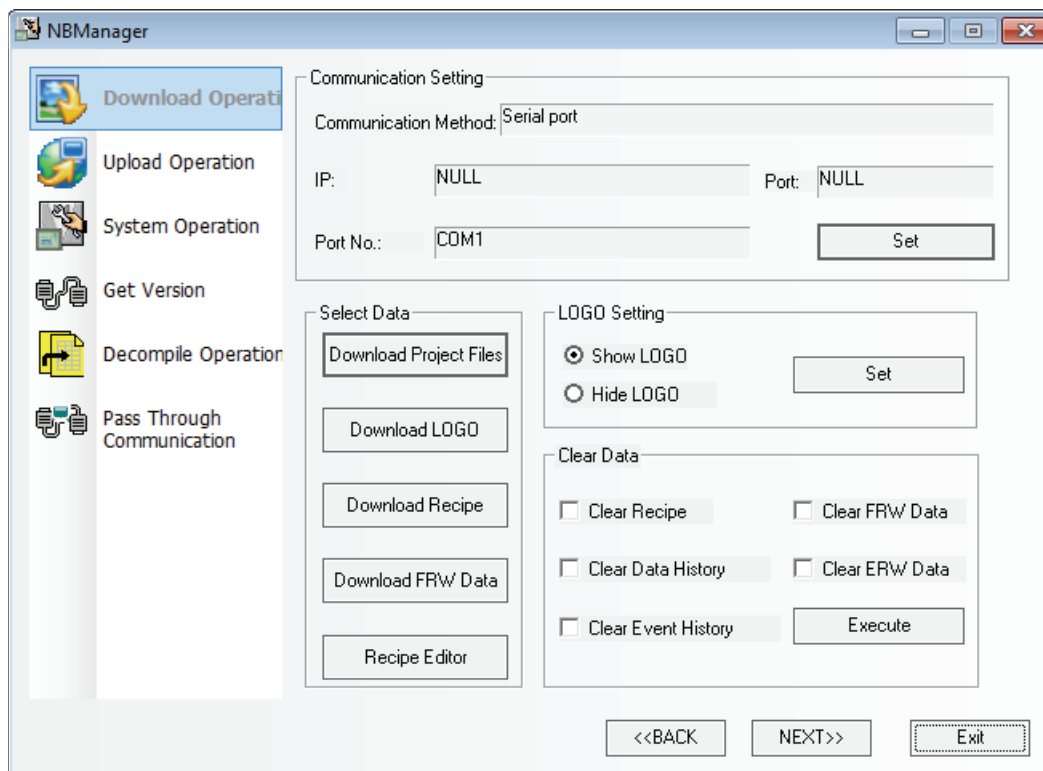 NBManager
Download Operati
Upload Operation
System Operation
Get Version
Decompile Operation
Pass Through
Communication
Communication Setting
Communication Method: Serial port
IP: NULL Port: NULL
Port No.: COM1 Set
Select Data
Download Project Files
Download LOGO
Download Recipe
Download FRW Data
Recipe Editor
LOGO Setting
Show LOGO
Hide LOGO
Set
Clear Data
Clear Recipe Clear FRW Data
Clear Data History Clear ERW Data
Clear Event History Execute
<<BACK NEXT>> Exit